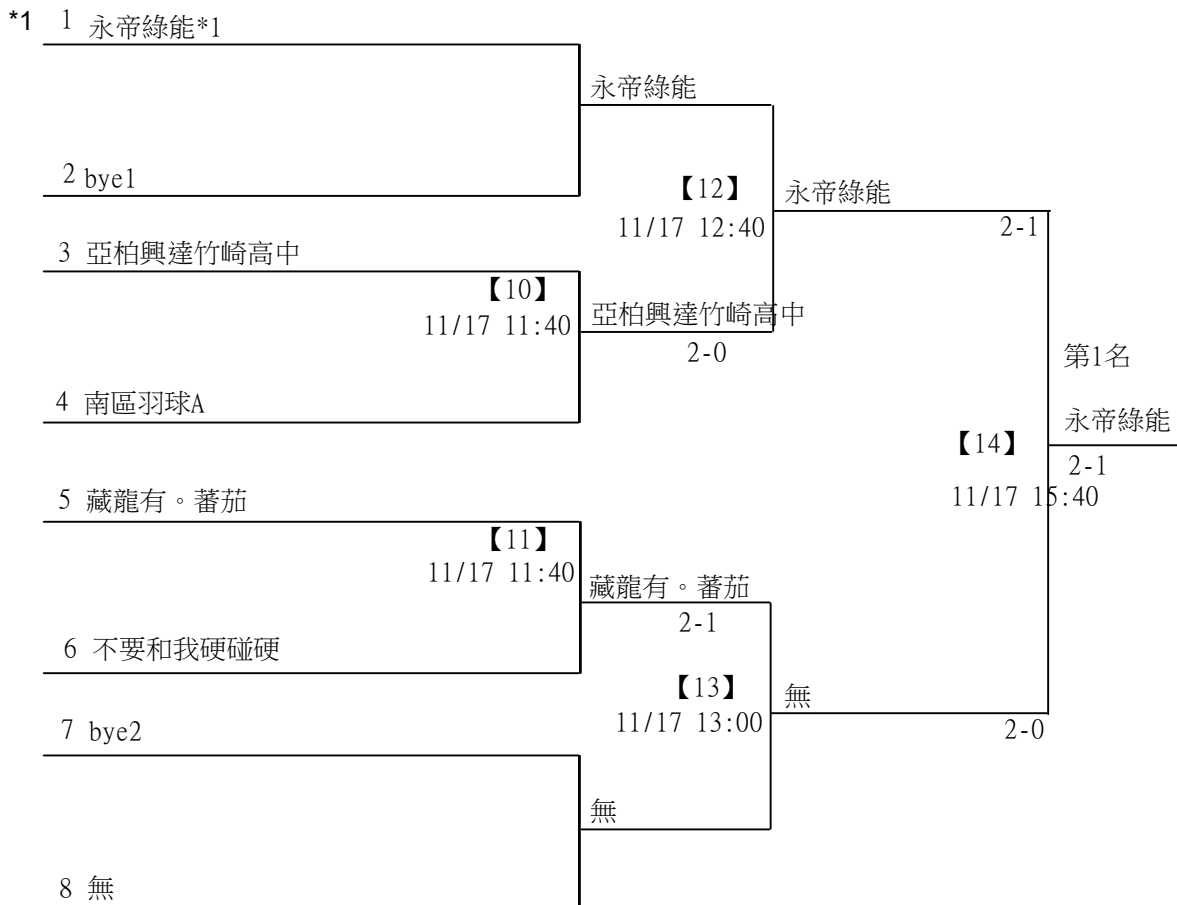 *1 1 永帝綠能*1
永帝綠能
2 bye1
【12】 永帝綠能
11/17 12:40 2-1
3 亞柏興達竹崎高中
【10】
11/17 11:40 亞柏興達竹崎高中
2-0
第1名
4 南區羽球A
永帝綠能
【14】
2-1
11/17 15:40
5 藏龍有。蕃茄
【11】
11/17 11:40 藏龍有。蕃茄
2-1
6 不要和我硬碰硬
【13】 無
11/17 13:00 2-0
7 bye2
無
8 無